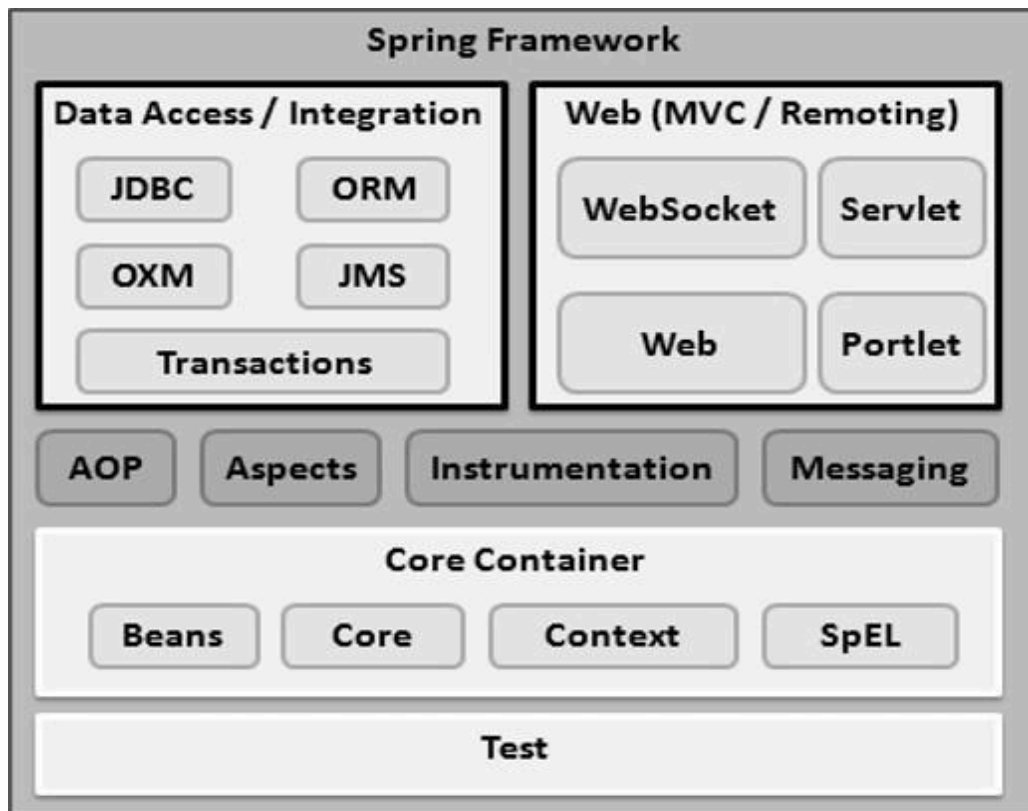 Spring Framework
Data Access / Integration
JDBC
ORM
OXM
JMS
Transactions
Web (MVC / Remoting)
WebSocket
Servlet
Web
Portlet
AOP
Aspects
Instrumentation
Messaging
Core Container
Beans
Core
Context
SpEL
Test